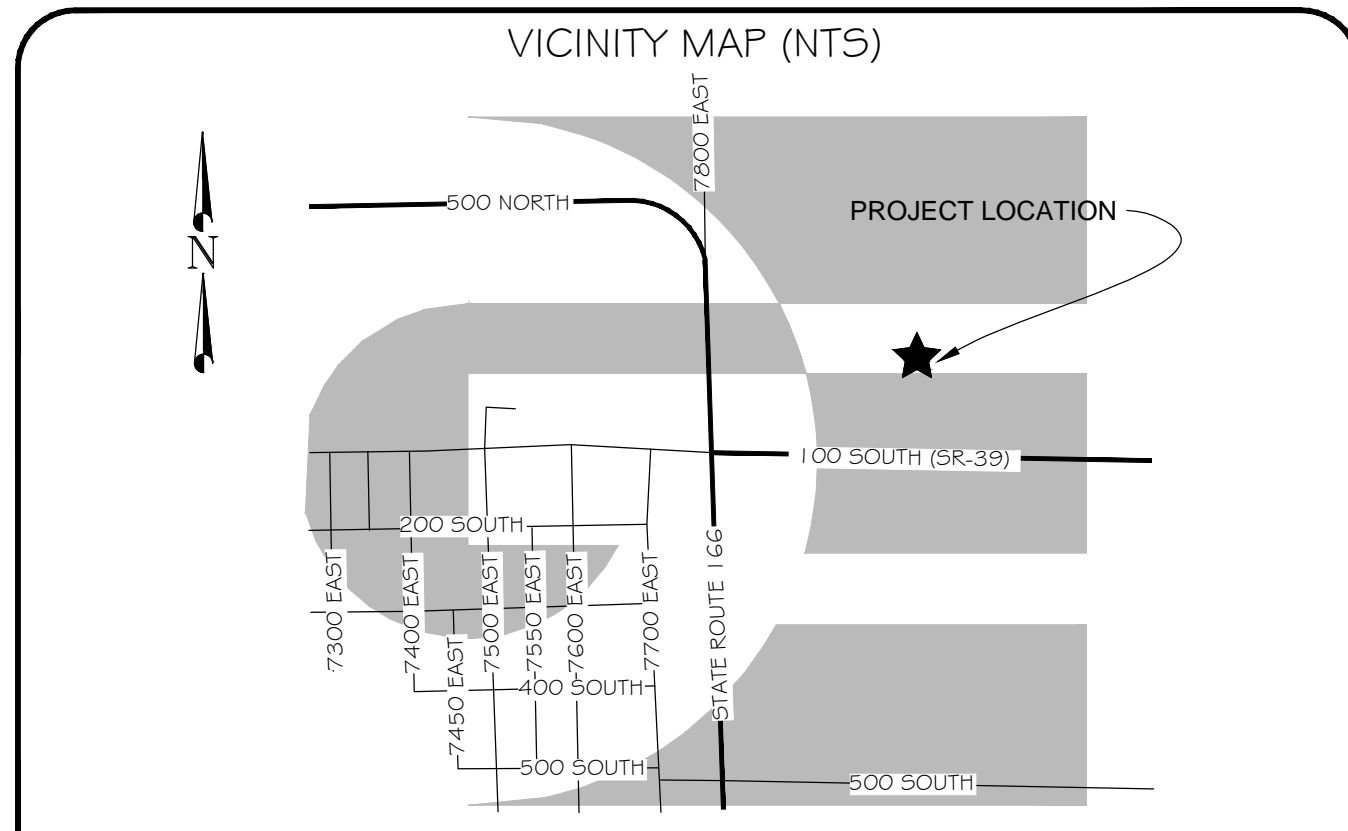 VICINITY MAP (NTS)
7800 EAST
500 NORTH
PROJECT LOCATION
N
100 SOUTH (SR-39)
200 SOUTH
7300 EAST
7400 EAST
7450 EAST
7500 EAST
7550 EAST
7600 EAST
7700 EAST
STATE ROUTE 166
400 SOUTH
500 SOUTH
500 SOUTH